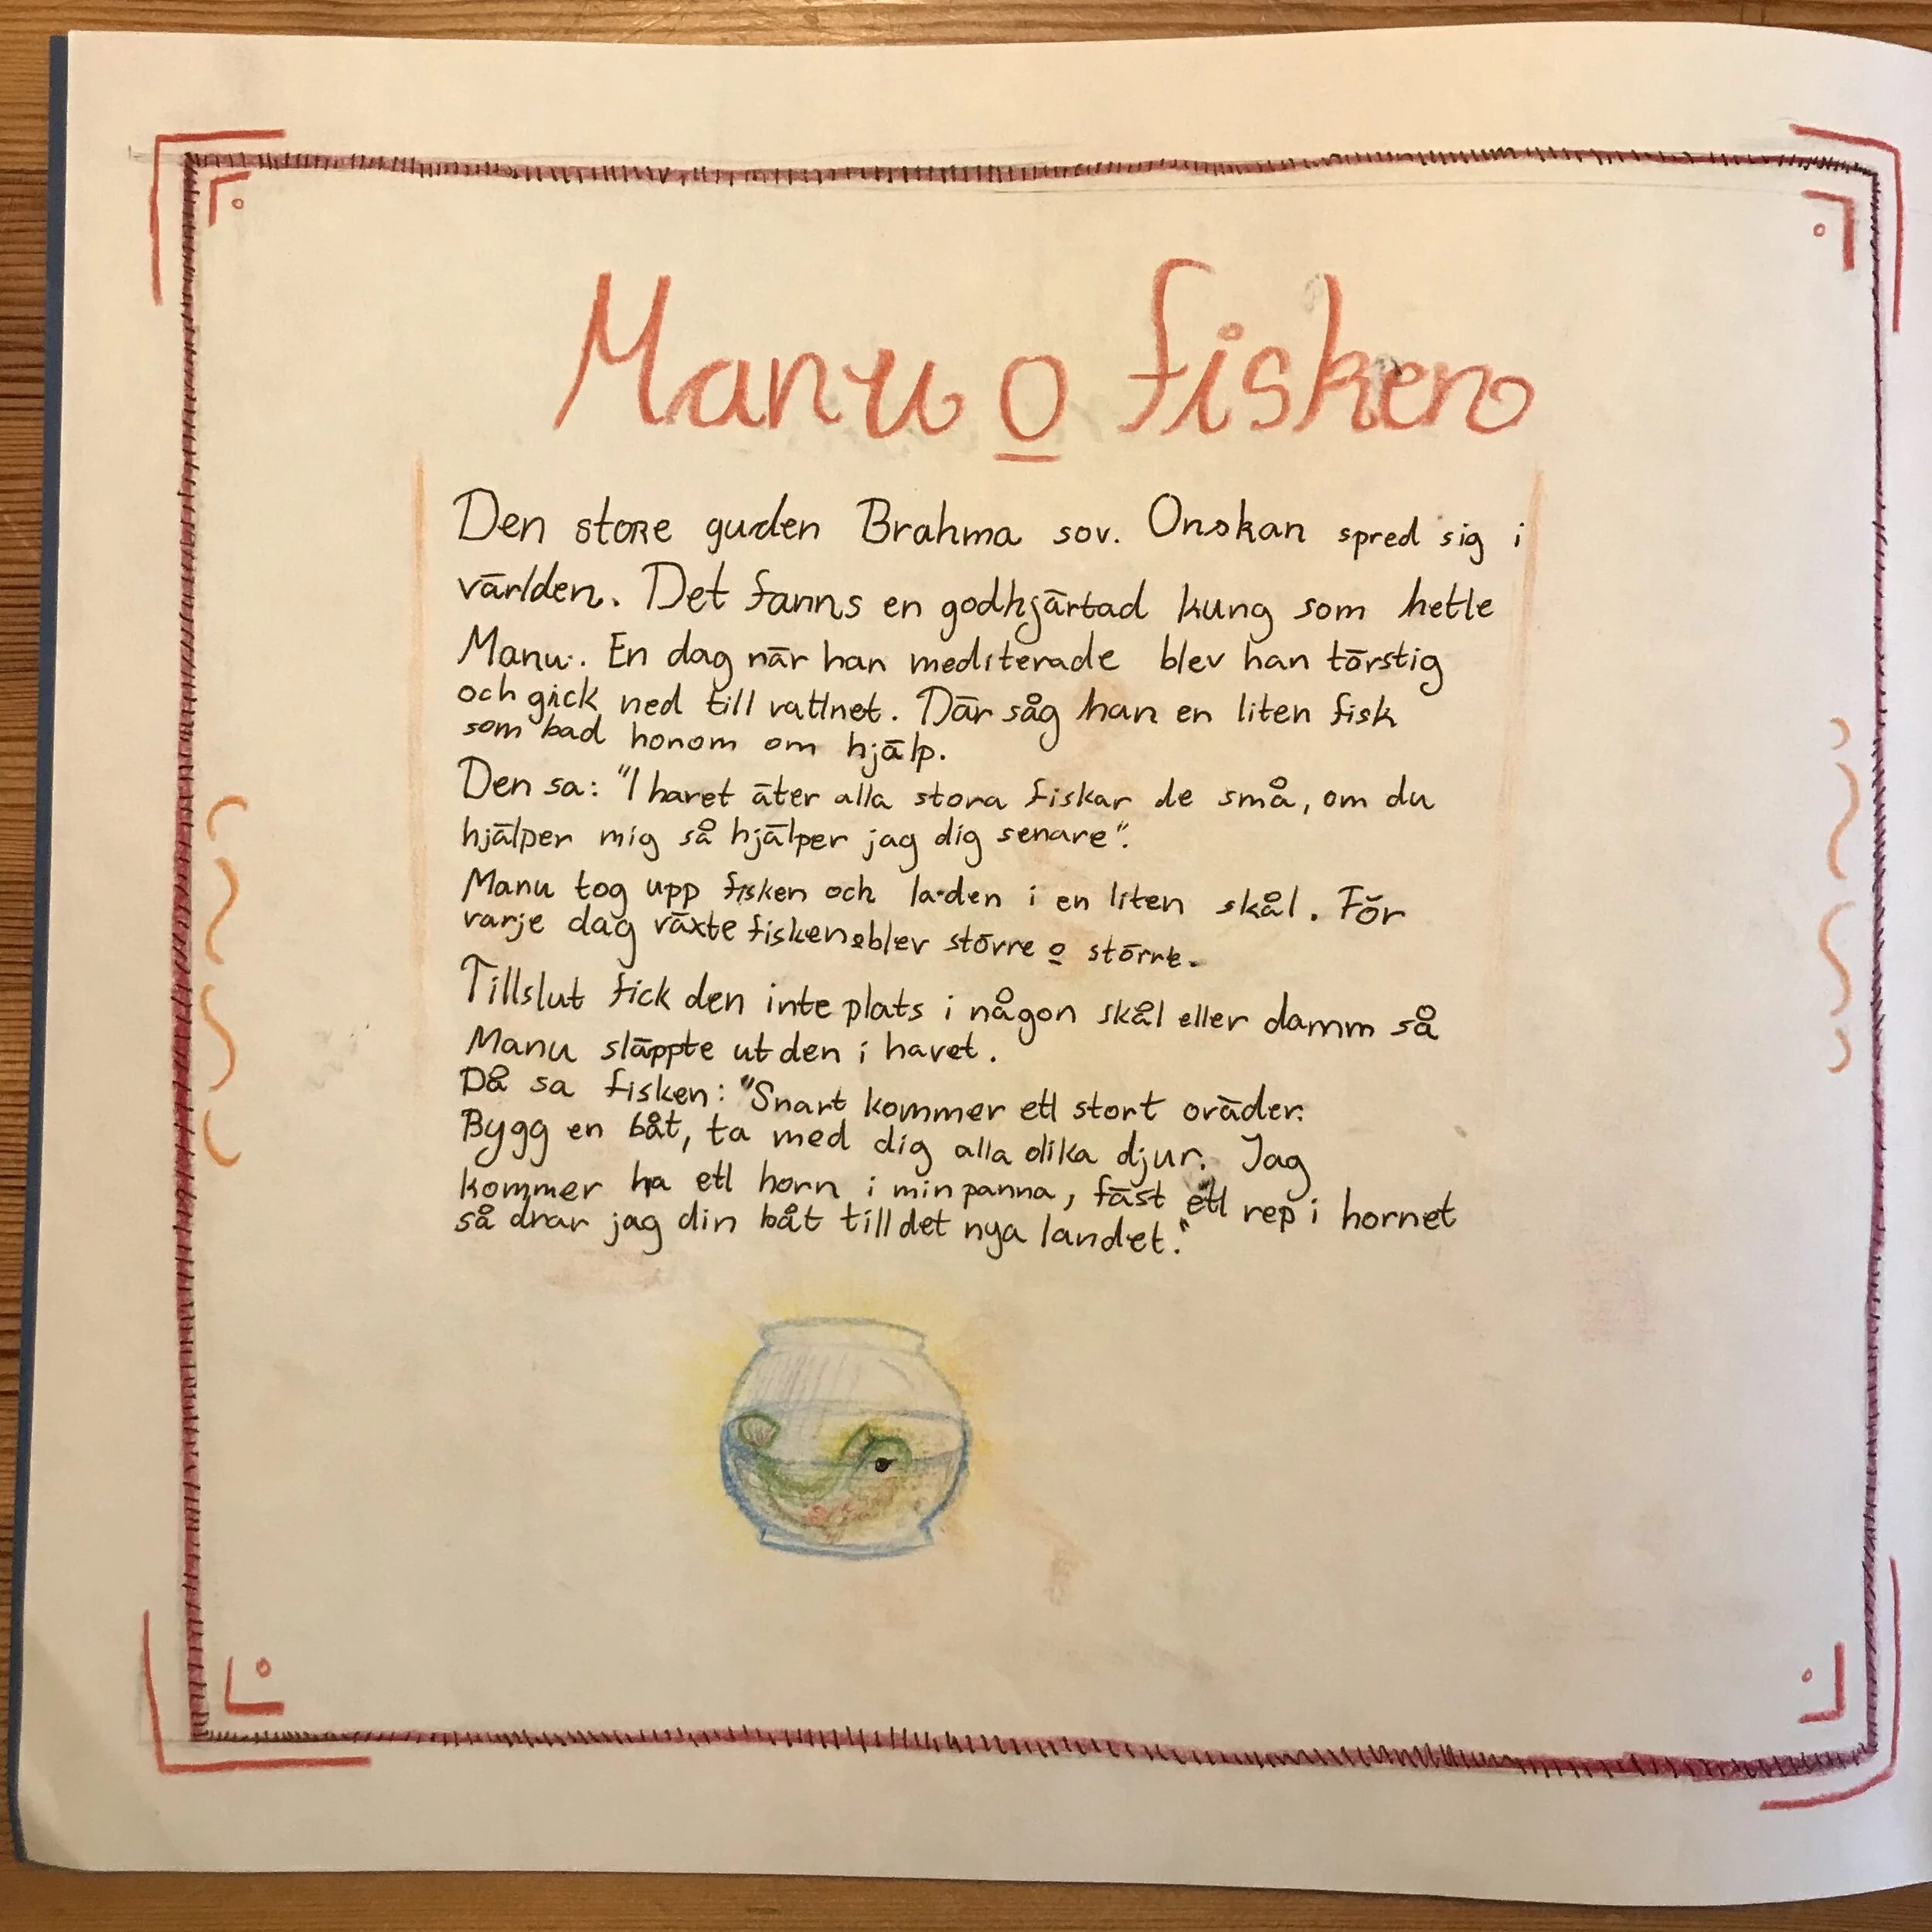 Manu o fisken
Den store guden Brahma sov. Onskan spred sig i
världen. Det fanns en godhjärtad kung som hette
Manu. En dag när han mediterade blev han törstig
och gick ned till vattnet. Där såg han en liten fisk
som bad honom om hjälp.
Den sa: "I havet äter alla stora fiskar de små, om du
hjälper mig så hjälper jag dig senare".
Manu tog upp fisken och la den i en liten skål. För
varje dag växte fisken o blev större o större.
Tillslut fick den inte plats i någon skål eller damm så
Manu släppte ut den i havet.
Då sa fisken: "Snart kommer ett stort oväder.
Bygg en båt, ta med dig alla olika djur. Jag
kommer ha ett horn i min panna, fäst ett rep i hornet
så drar jag din båt till det nya landet."